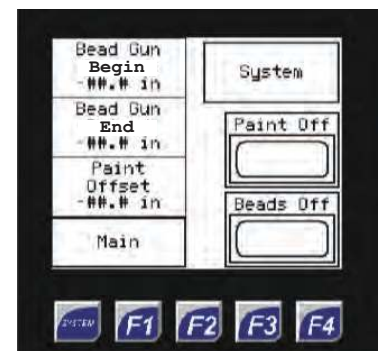 Bead Gun
Begin
-##.# in
Bead Gun
End
-##.# in
Paint
Offset
-##.# in
Main
System
Paint Off
Beads Off
SYSTEM
F1
F2
F3
F4